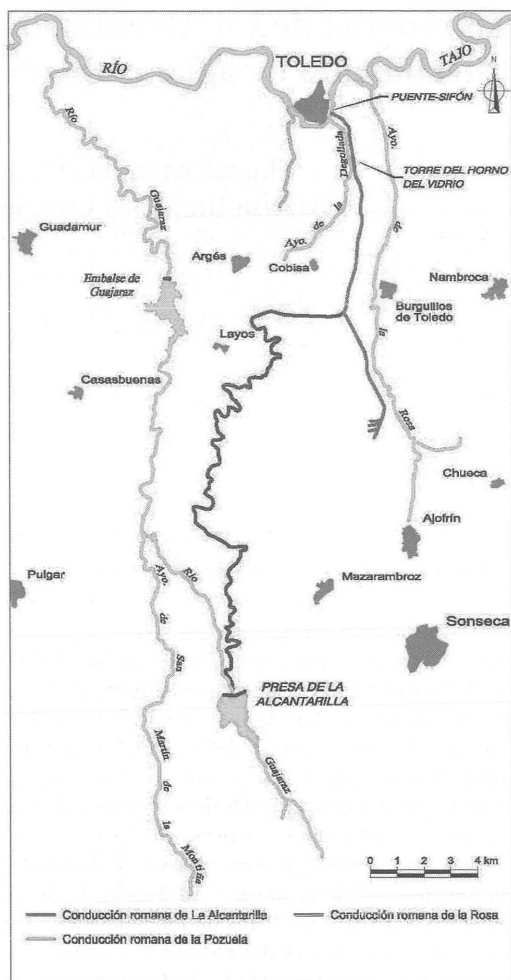 RÍO
TAJO
TOLEDO
N
PUENTE-SIFÓN
Río
Guajaraz
Degollada
la
de
Ayo.
Ayo.
de
la
Rosa
TORRE DEL HORNO
DEL VIDRIO
Guadamur
Argés
Cobisa
Nambroca
Embalse de
Guajaraz
Burguillos
de Toledo
Layos
Casasbuenas
Chueca
Ajofrín
Pulgar
Río
Mazarambroz
Ayo.
de
San
Martín
de
la
Montiña
Sonseca
PRESA DE LA
ALCANTARILLA
Guajaraz
0 1 2 3 4 km
Conducción romana de La Alcantarilla
Conducción romana de la Rosa
Conducción romana de la Pozuela